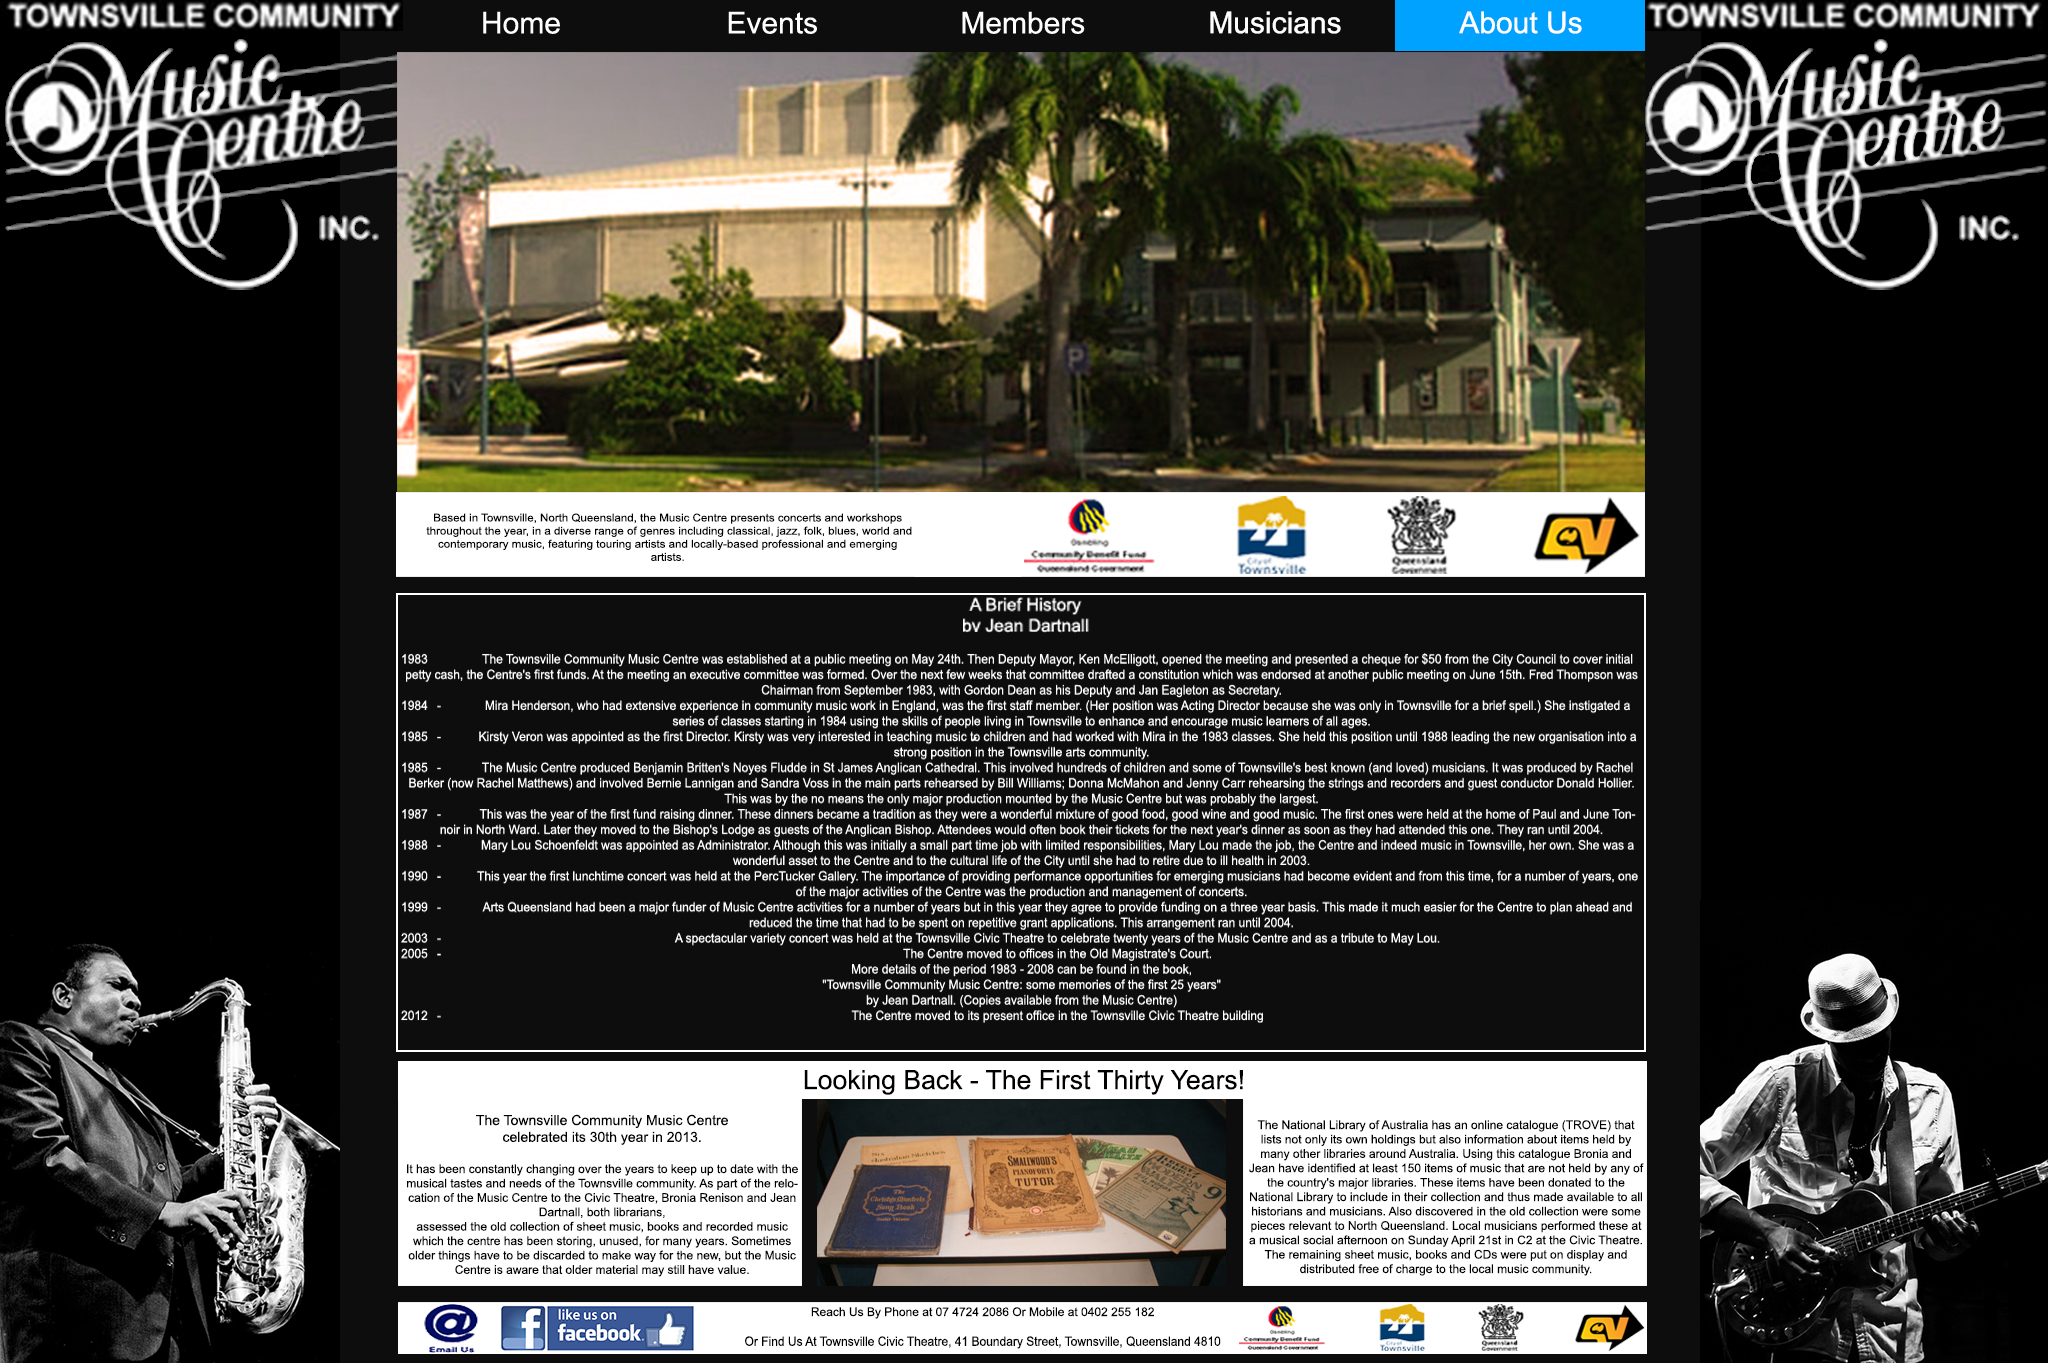 TOWNSVILLE COMMUNITY
Music
Centre
INC.
Home Events Members Musicians About Us
TOWNSVILLE COMMUNITY
Music
Centre
INC.
P
Based in Townsville, North Queensland, the Music Centre presents concerts and workshops
throughout the year, in a diverse range of genres including classical, jazz, folk, blues, world and
contemporary music, featuring touring artists and locally-based professional and emerging
artists.
Gambling
Community Benefit Fund
Queensland Government
City of
Townsville
Queensland
Government
A Brief History
by Jean Dartnall
1983 The Townsville Community Music Centre was established at a public meeting on May 24th. Then Deputy Mayor, Ken McElligott, opened the meeting and presented a cheque for $50 from the City Council to cover initial
petty cash, the Centre's first funds. At the meeting an executive committee was formed. Over the next few weeks that committee drafted a constitution which was endorsed at another public meeting on June 15th. Fred Thompson was
Chairman from September 1983, with Gordon Dean as his Deputy and Jan Eagleton as Secretary.
1984 - Mira Henderson, who had extensive experience in community music work in England, was the first staff member. (Her position was Acting Director because she was only in Townsville for a brief spell.) She instigated a
series of classes starting in 1984 using the skills of people living in Townsville to enhance and encourage music learners of all ages.
1985 - Kirsty Veron was appointed as the first Director. Kirsty was very interested in teaching music to children and had worked with Mira in the 1983 classes. She held this position until 1988 leading the new organisation into a
strong position in the Townsville arts community.
1985 - The Music Centre produced Benjamin Britten's Noyes Fludde in St James Anglican Cathedral. This involved hundreds of children and some of Townsville's best known (and loved) musicians. It was produced by Rachel
Berker (now Rachel Matthews) and involved Bernie Lannigan and Sandra Voss in the main parts rehearsed by Bill Williams; Donna McMahon and Jenny Carr rehearsing the strings and recorders and guest conductor Donald Hollier.
This was by the no means the only major production mounted by the Music Centre but was probably the largest.
1987 - This was the year of the first fund raising dinner. These dinners became a tradition as they were a wonderful mixture of good food, good wine and good music. The first ones were held at the home of Paul and June Ton-
noir in North Ward. Later they moved to the Bishop's Lodge as guests of the Anglican Bishop. Attendees would often book their tickets for the next year's dinner as soon as they had attended this one. They ran until 2004.
1988 - Mary Lou Schoenfeldt was appointed as Administrator. Although this was initially a small part time job with limited responsibilities, Mary Lou made the job, the Centre and indeed music in Townsville, her own. She was a
wonderful asset to the Centre and to the cultural life of the City until she had to retire due to ill health in 2003.
1990 - This year the first lunchtime concert was held at the PercTucker Gallery. The importance of providing performance opportunities for emerging musicians had become evident and from this time, for a number of years, one
of the major activities of the Centre was the production and management of concerts.
1999 - Arts Queensland had been a major funder of Music Centre activities for a number of years but in this year they agree to provide funding on a three year basis. This made it much easier for the Centre to plan ahead and
reduced the time that had to be spent on repetitive grant applications. This arrangement ran until 2004.
2003 - A spectacular variety concert was held at the Townsville Civic Theatre to celebrate twenty years of the Music Centre and as a tribute to May Lou.
2005 - The Centre moved to offices in the Old Magistrate's Court.
More details of the period 1983 - 2008 can be found in the book,
"Townsville Community Music Centre: some memories of the first 25 years"
by Jean Dartnall. (Copies available from the Music Centre)
2012 - The Centre moved to its present office in the Townsville Civic Theatre building
Looking Back - The First Thirty Years!
The Townsville Community Music Centre
celebrated its 30th year in 2013.
It has been constantly changing over the years to keep up to date with the
musical tastes and needs of the Townsville community. As part of the relo-
cation of the Music Centre to the Civic Theatre, Bronia Renison and Jean
Dartnall, both librarians,
assessed the old collection of sheet music, books and recorded music
which the centre has been storing, unused, for many years. Sometimes
older things have to be discarded to make way for the new, but the Music
Centre is aware that older material may still have value.
Australian Sketches
SMALLWOOD'S
PIANOFORTE
TUTOR
Song Book
9
The National Library of Australia has an online catalogue (TROVE) that
lists not only its own holdings but also information about items held by
many other libraries around Australia. Using this catalogue Bronia and
Jean have identified at least 150 items of music that are not held by any of
the country's major libraries. These items have been donated to the
National Library to include in their collection and thus made available to all
historians and musicians. Also discovered in the old collection were some
pieces relevant to North Queensland. Local musicians performed these at
a musical social afternoon on Sunday April 21st in C2 at the Civic Theatre.
The remaining sheet music, books and CDs were put on display and
distributed free of charge to the local music community.
@
Email Us
f like us on
facebook
Reach Us By Phone at 07 4724 2086 Or Mobile at 0402 255 182
Or Find Us At Townsville Civic Theatre, 41 Boundary Street, Townsville, Queensland 4810
Gambling
Community Benefit Fund
Queensland Government
City of
Townsville
Queensland
Government